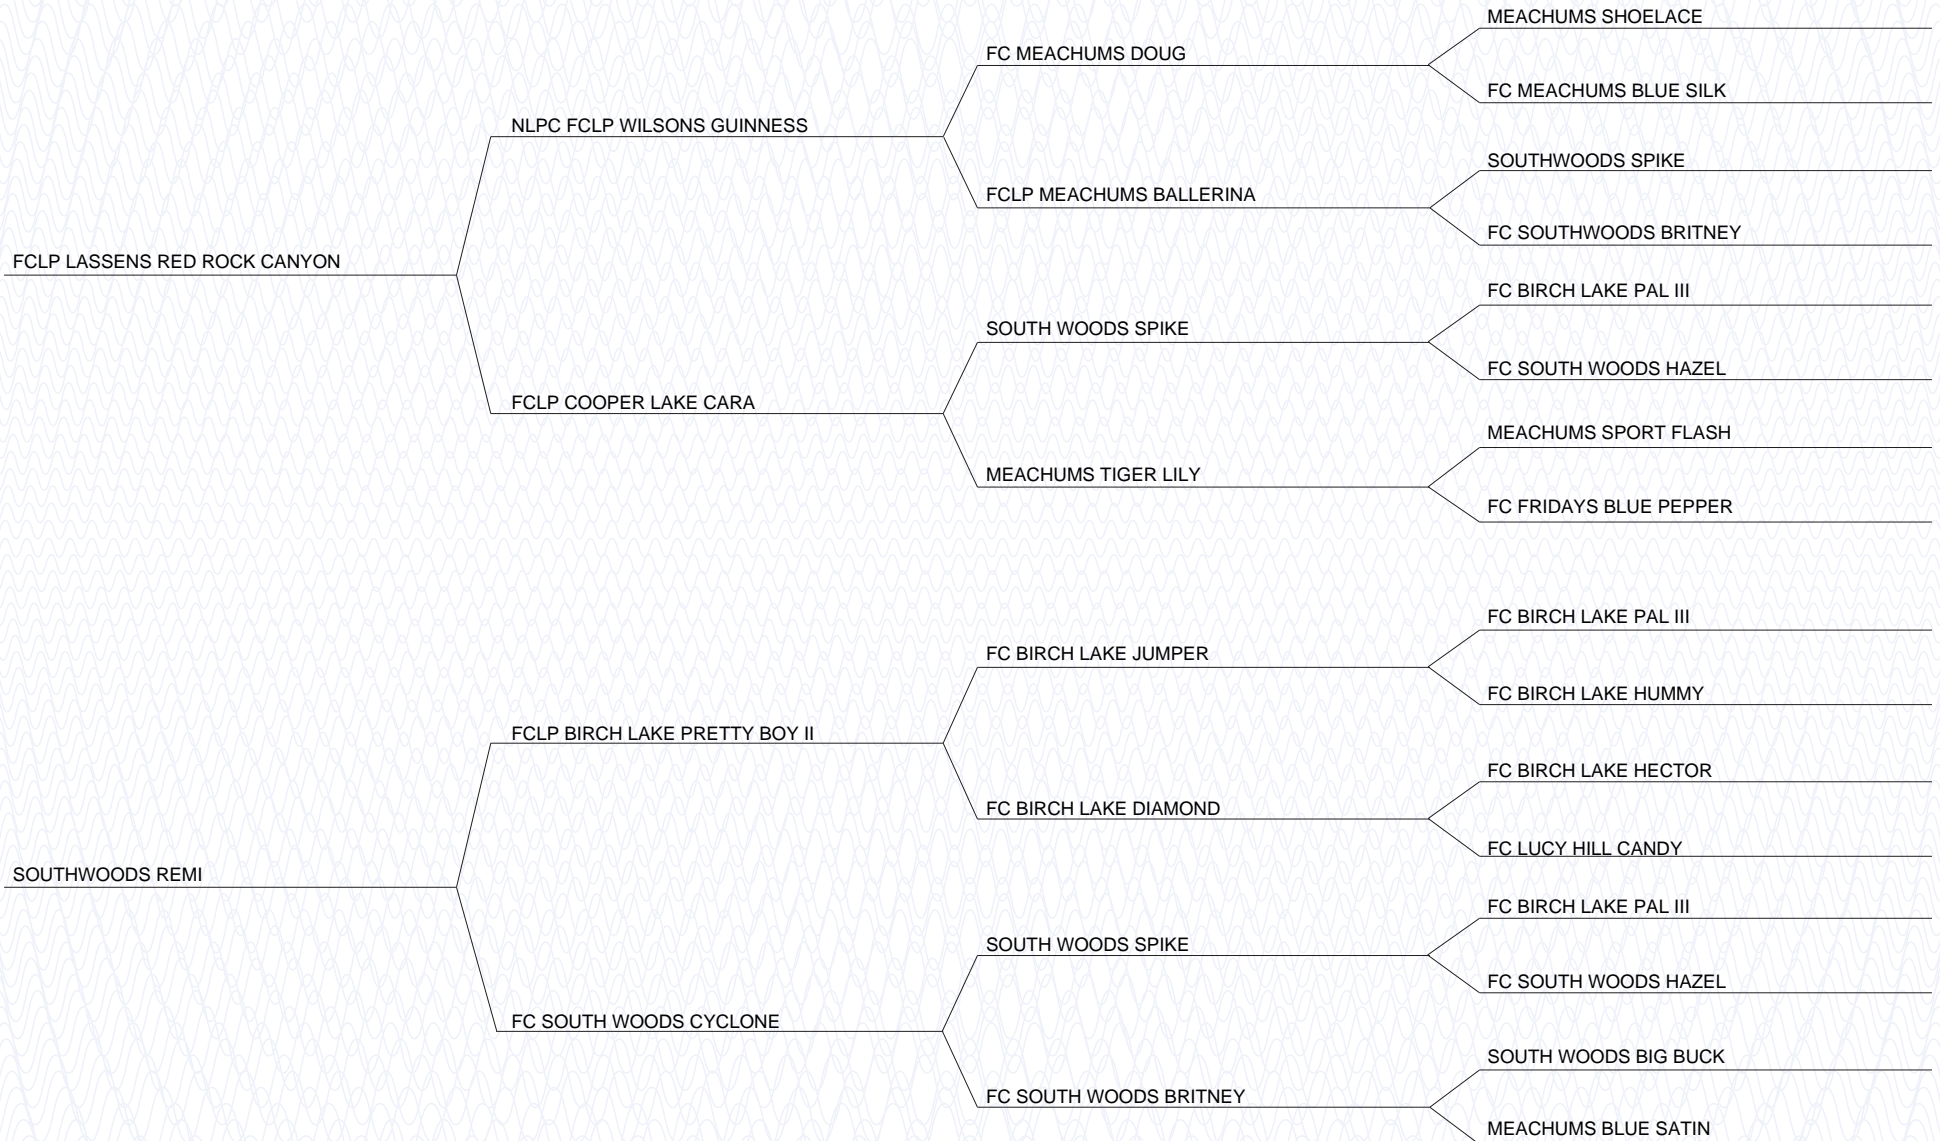 MEACHUMS SHOELACE
FC MEACHUMS DOUG
FC MEACHUMS BLUE SILK
NLPC FCLP WILSONS GUINNESS
SOUTHWOODS SPIKE
FCLP MEACHUMS BALLERINA
FC SOUTHWOODS BRITNEY
FCLP LASSENS RED ROCK CANYON
FC BIRCH LAKE PAL III
SOUTH WOODS SPIKE
FC SOUTH WOODS HAZEL
FCLP COOPER LAKE CARA
MEACHUMS SPORT FLASH
MEACHUMS TIGER LILY
FC FRIDAYS BLUE PEPPER
FC BIRCH LAKE PAL III
FC BIRCH LAKE JUMPER
FC BIRCH LAKE HUMMY
FCLP BIRCH LAKE PRETTY BOY II
FC BIRCH LAKE HECTOR
FC BIRCH LAKE DIAMOND
FC LUCY HILL CANDY
SOUTHWOODS REMI
FC BIRCH LAKE PAL III
SOUTH WOODS SPIKE
FC SOUTH WOODS HAZEL
FC SOUTH WOODS CYCLONE
SOUTH WOODS BIG BUCK
FC SOUTH WOODS BRITNEY
MEACHUMS BLUE SATIN